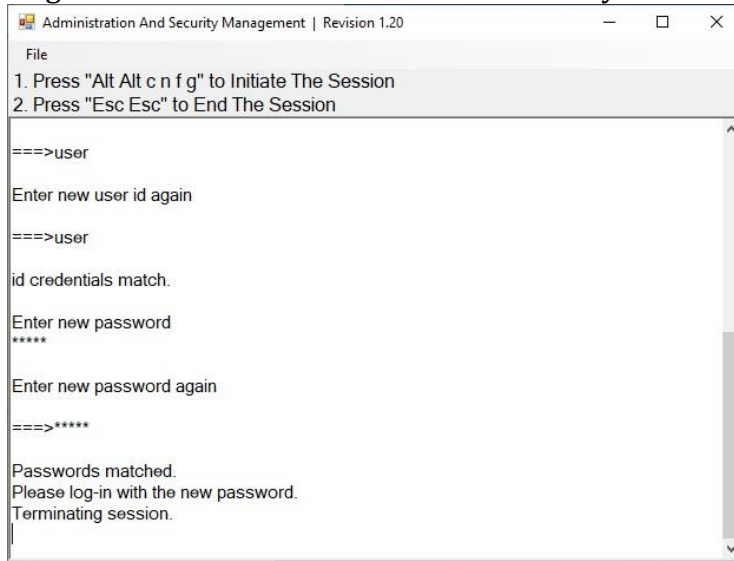 Administration And Security Management | Revision 1.20
File
1. Press "Alt Alt c n f g" to Initiate The Session
2. Press "Esc Esc" to End The Session
===>user
Enter new user id again
===>user
id credentials match.
Enter new password
*****
Enter new password again
===>*****
Passwords matched.
Please log-in with the new password.
Terminating session.